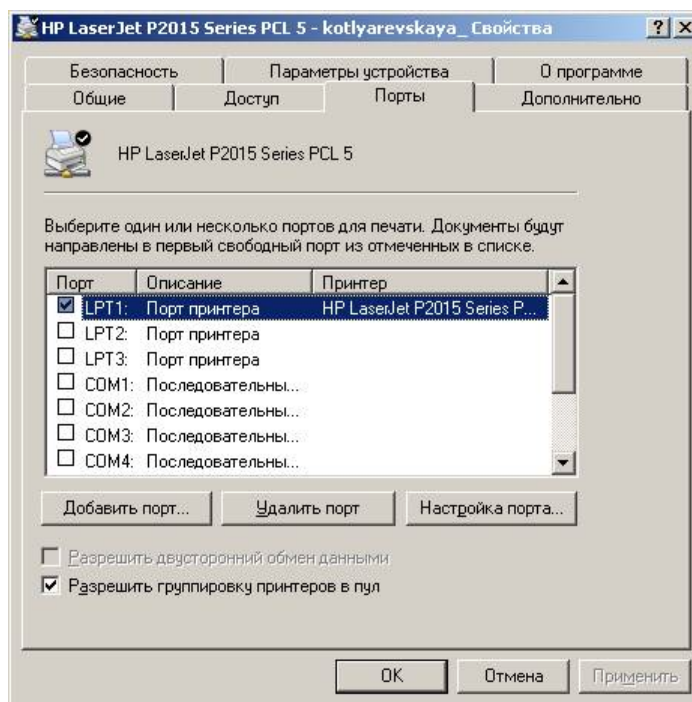 HP LaserJet P2015 Series PCL 5 - kotlyarevskaya_ Свойства
Безопасность Параметры устройства О программе
Общие Доступ Порты Дополнительно
HP LaserJet P2015 Series PCL 5
Выберите один или несколько портов для печати. Документы будут
направлены в первый свободный порт из отмеченных в списке.
Порт Описание Принтер
LPT1: Порт принтера HP LaserJet P2015 Series P...
LPT2: Порт принтера
LPT3: Порт принтера
COM1: Последовательны...
COM2: Последовательны...
COM3: Последовательны...
COM4: Последовательны...
Добавить порт... Удалить порт Настройка порта...
Разрешить двусторонний обмен данными
Разрешить группировку принтеров в пул
OK Отмена Применить